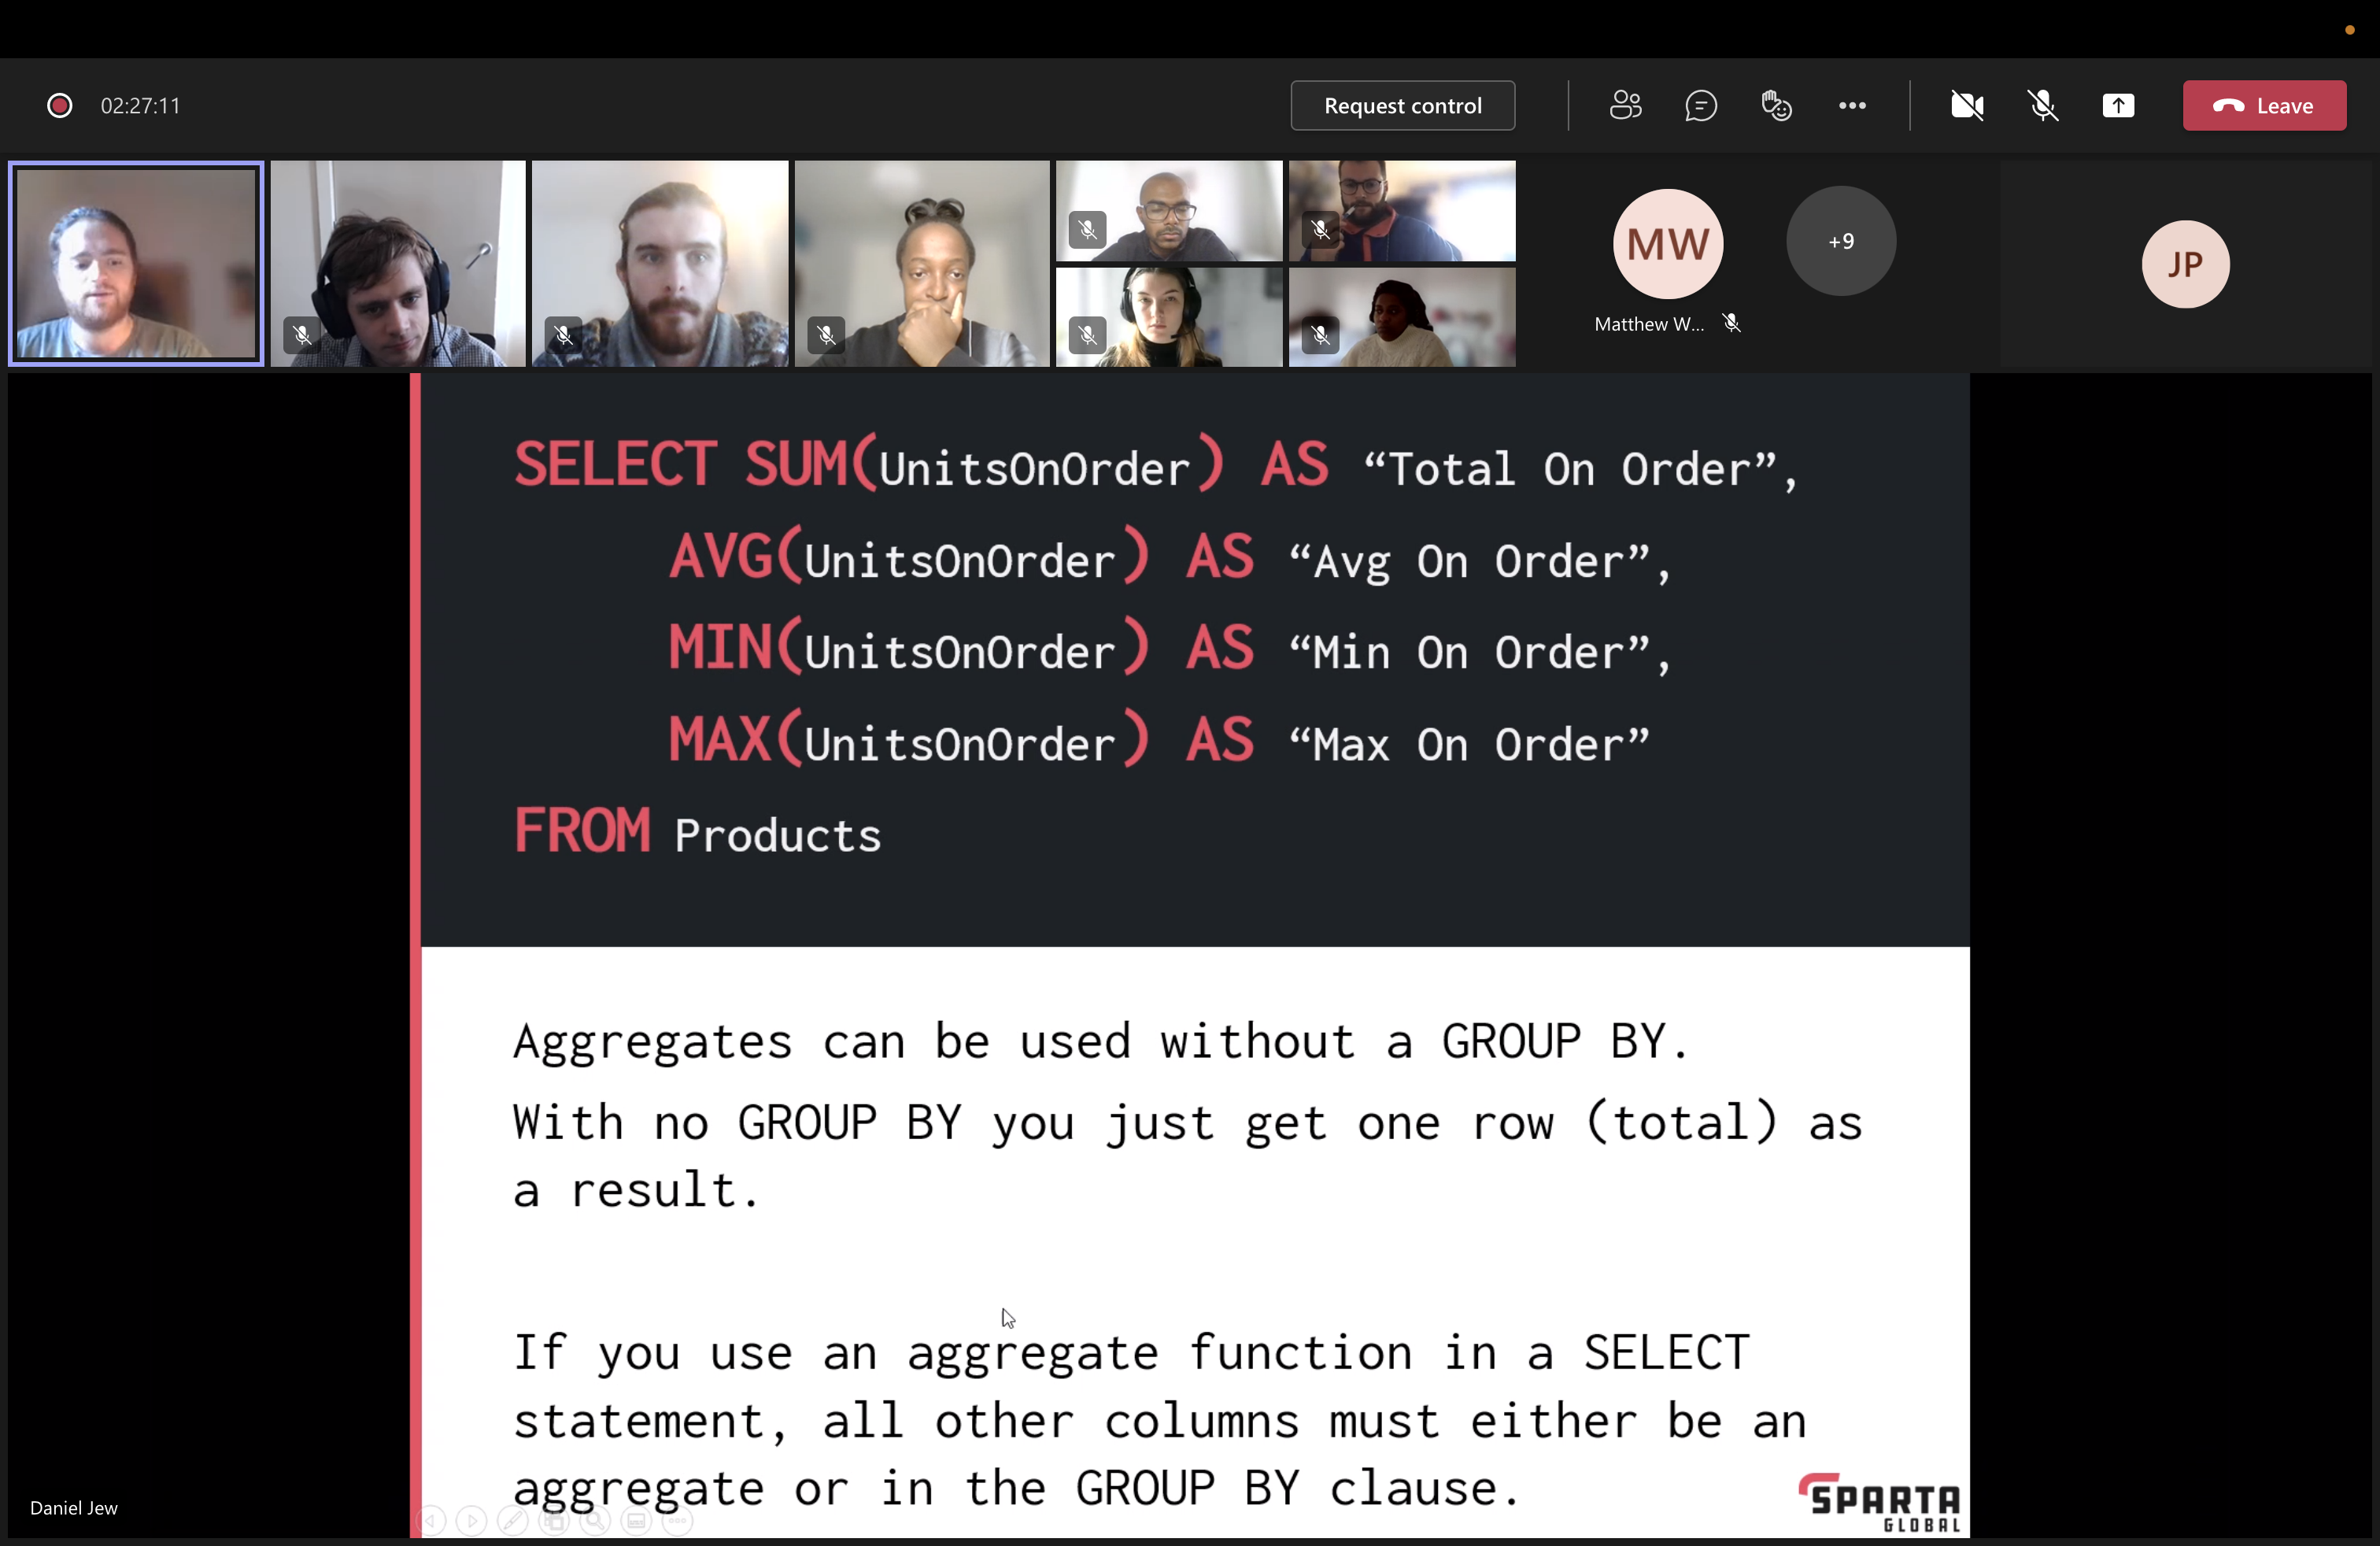 02:27:11
Request control
Leave
MW
+9
JP
Matthew W...
SELECT SUM(UnitsOnOrder) AS “Total On Order”,
AVG(UnitsOnOrder) AS “Avg On Order”,
MIN(UnitsOnOrder) AS “Min On Order”,
MAX(UnitsOnOrder) AS “Max On Order”
FROM Products
Aggregates can be used without a GROUP BY.
With no GROUP BY you just get one row (total) as
a result.
If you use an aggregate function in a SELECT
statement, all other columns must either be an
aggregate or in the GROUP BY clause.
SPARTA
GLOBAL
Daniel Jew